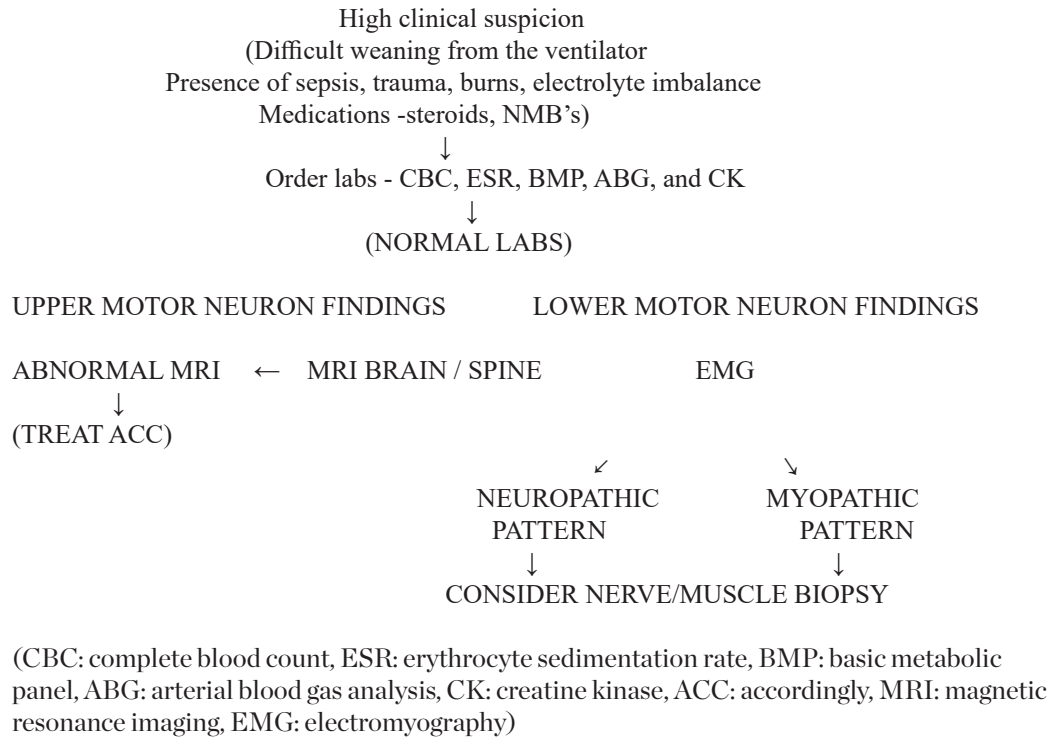 High clinical suspicion
(Difficult weaning from the ventilator
Presence of sepsis, trauma, burns, electrolyte imbalance
Medications -steroids, NMB's)
↓
Order labs - CBC, ESR, BMP, ABG, and CK
↓
(NORMAL LABS)
UPPER MOTOR NEURON FINDINGS LOWER MOTOR NEURON FINDINGS
ABNORMAL MRI ← MRI BRAIN / SPINE EMG
↓
(TREAT ACC)
↙ ↘
NEUROPATHIC MYOPATHIC
PATTERN PATTERN
↓ ↓
CONSIDER NERVE/MUSCLE BIOPSY
(CBC: complete blood count, ESR: erythrocyte sedimentation rate, BMP: basic metabolic
panel, ABG: arterial blood gas analysis, CK: creatine kinase, ACC: accordingly, MRI: magnetic
resonance imaging, EMG: electromyography)